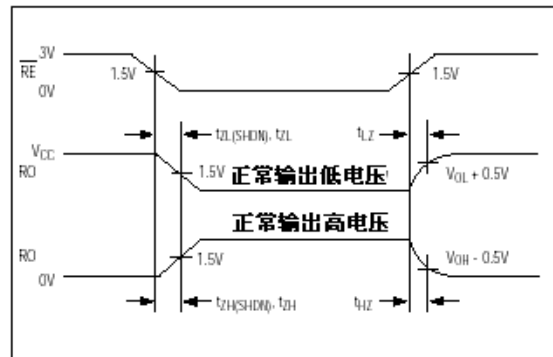 3V
RE
1.5V
1.5V
0V
tZL(SHDN), tZL
tLZ
VCC
RO
1.5V
正常输出低电压
VOL + 0.5V
正常输出高电压
RO
1.5V
VOH - 0.5V
0V
tZH(SHDN), tZH
tHZ